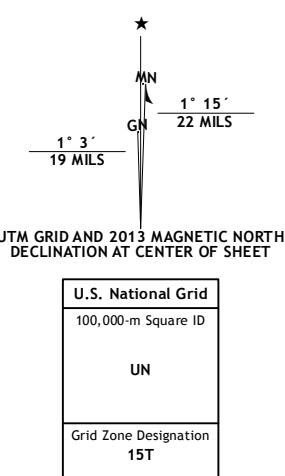 MN
GN
1° 15´
22 MILS
1° 3´
19 MILS
UTM GRID AND 2013 MAGNETIC NORTH
DECLINATION AT CENTER OF SHEET
U.S. National Grid
100,000-m Square ID
UN
Grid Zone Designation
15T